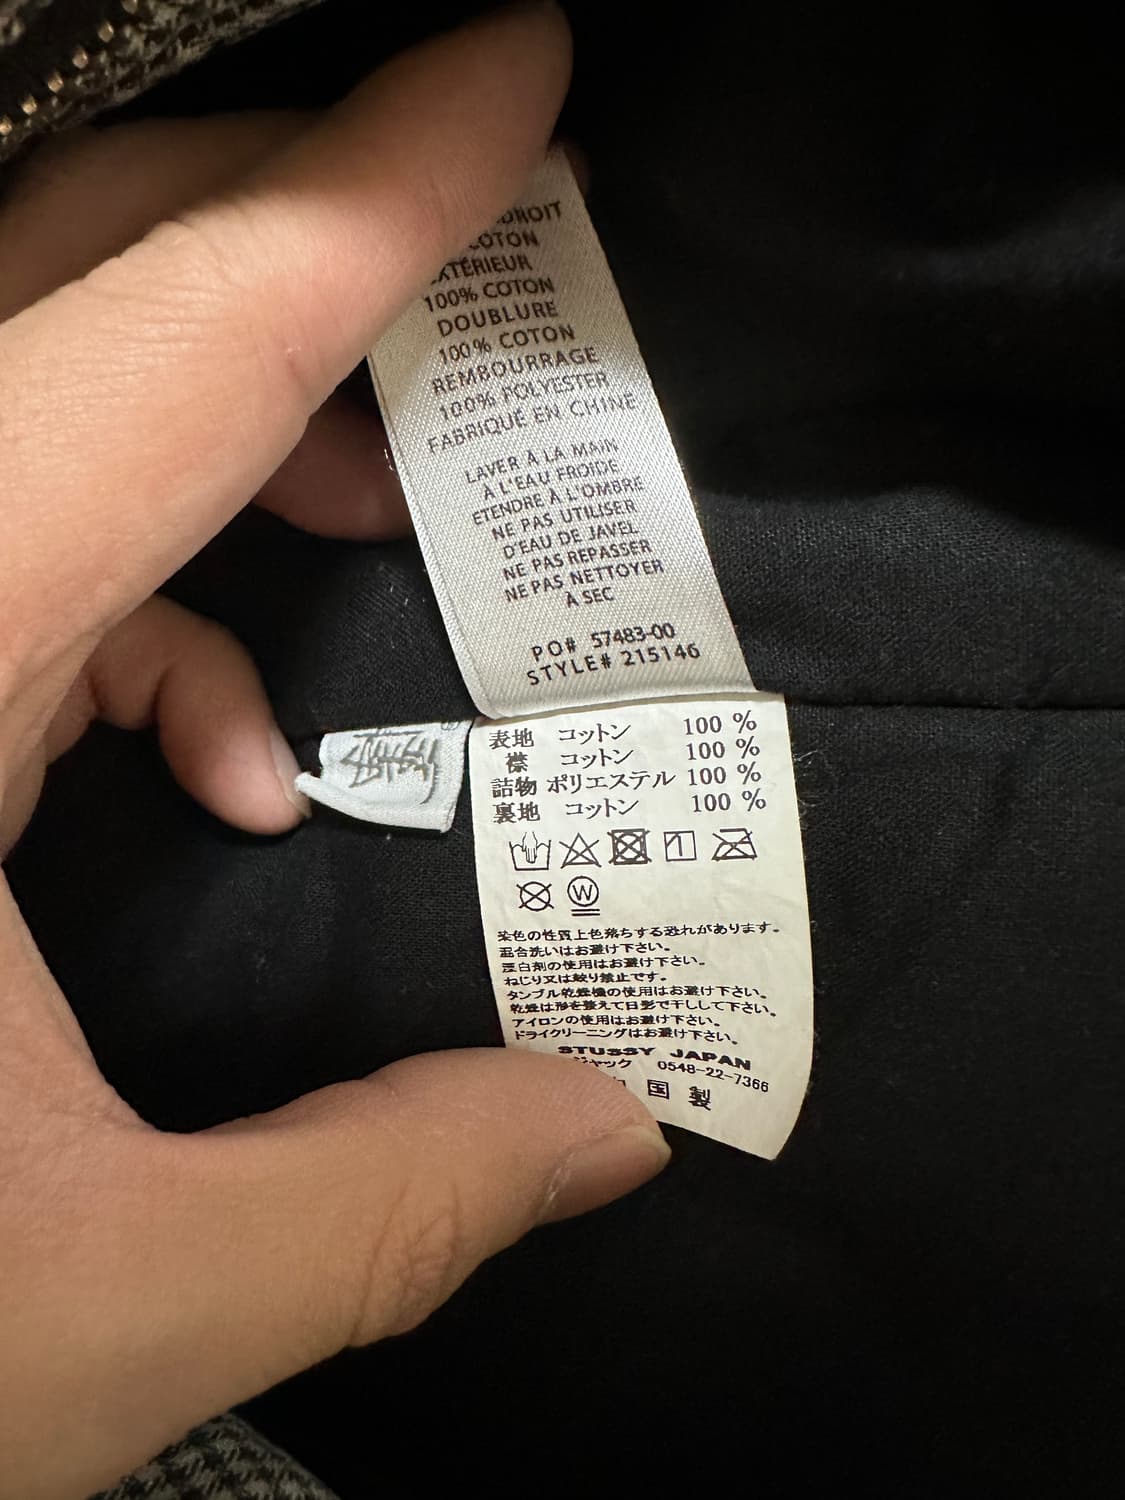 COTON
100% COTON
DOUBLURE
100% COTON
REMBOURRAGE
100% POLYESTER
FABRIQUÉ EN CHINE
LAVER À LA MAIN
À L'EAU FROIDE
ETENDRE À L'OMBRE
NE PAS UTILISER
D'EAU DE JAVEL
NE PAS REPASSER
NE PAS NETTOYER
A SEC
PO# 57483-00
STYLE# 215146
表地 コットン 100 %
襟 コットン 100 %
詰物 ポリエステル 100 %
裏地 コットン 100 %
W
染色の性質上色落ちする恐れがあります。
混合洗いはお避け下さい。
漂白剤の使用はお避け下さい。
ねじり又は絞り禁止です。
タンブル乾燥機の使用はお避け下さい。
乾燥は形を整えて日影で干しして下さい。
アイロンの使用はお避け下さい。
ドライクリーニングはお避け下さい。
STUSSY JAPAN
ジャック 0548-22-7366
国製